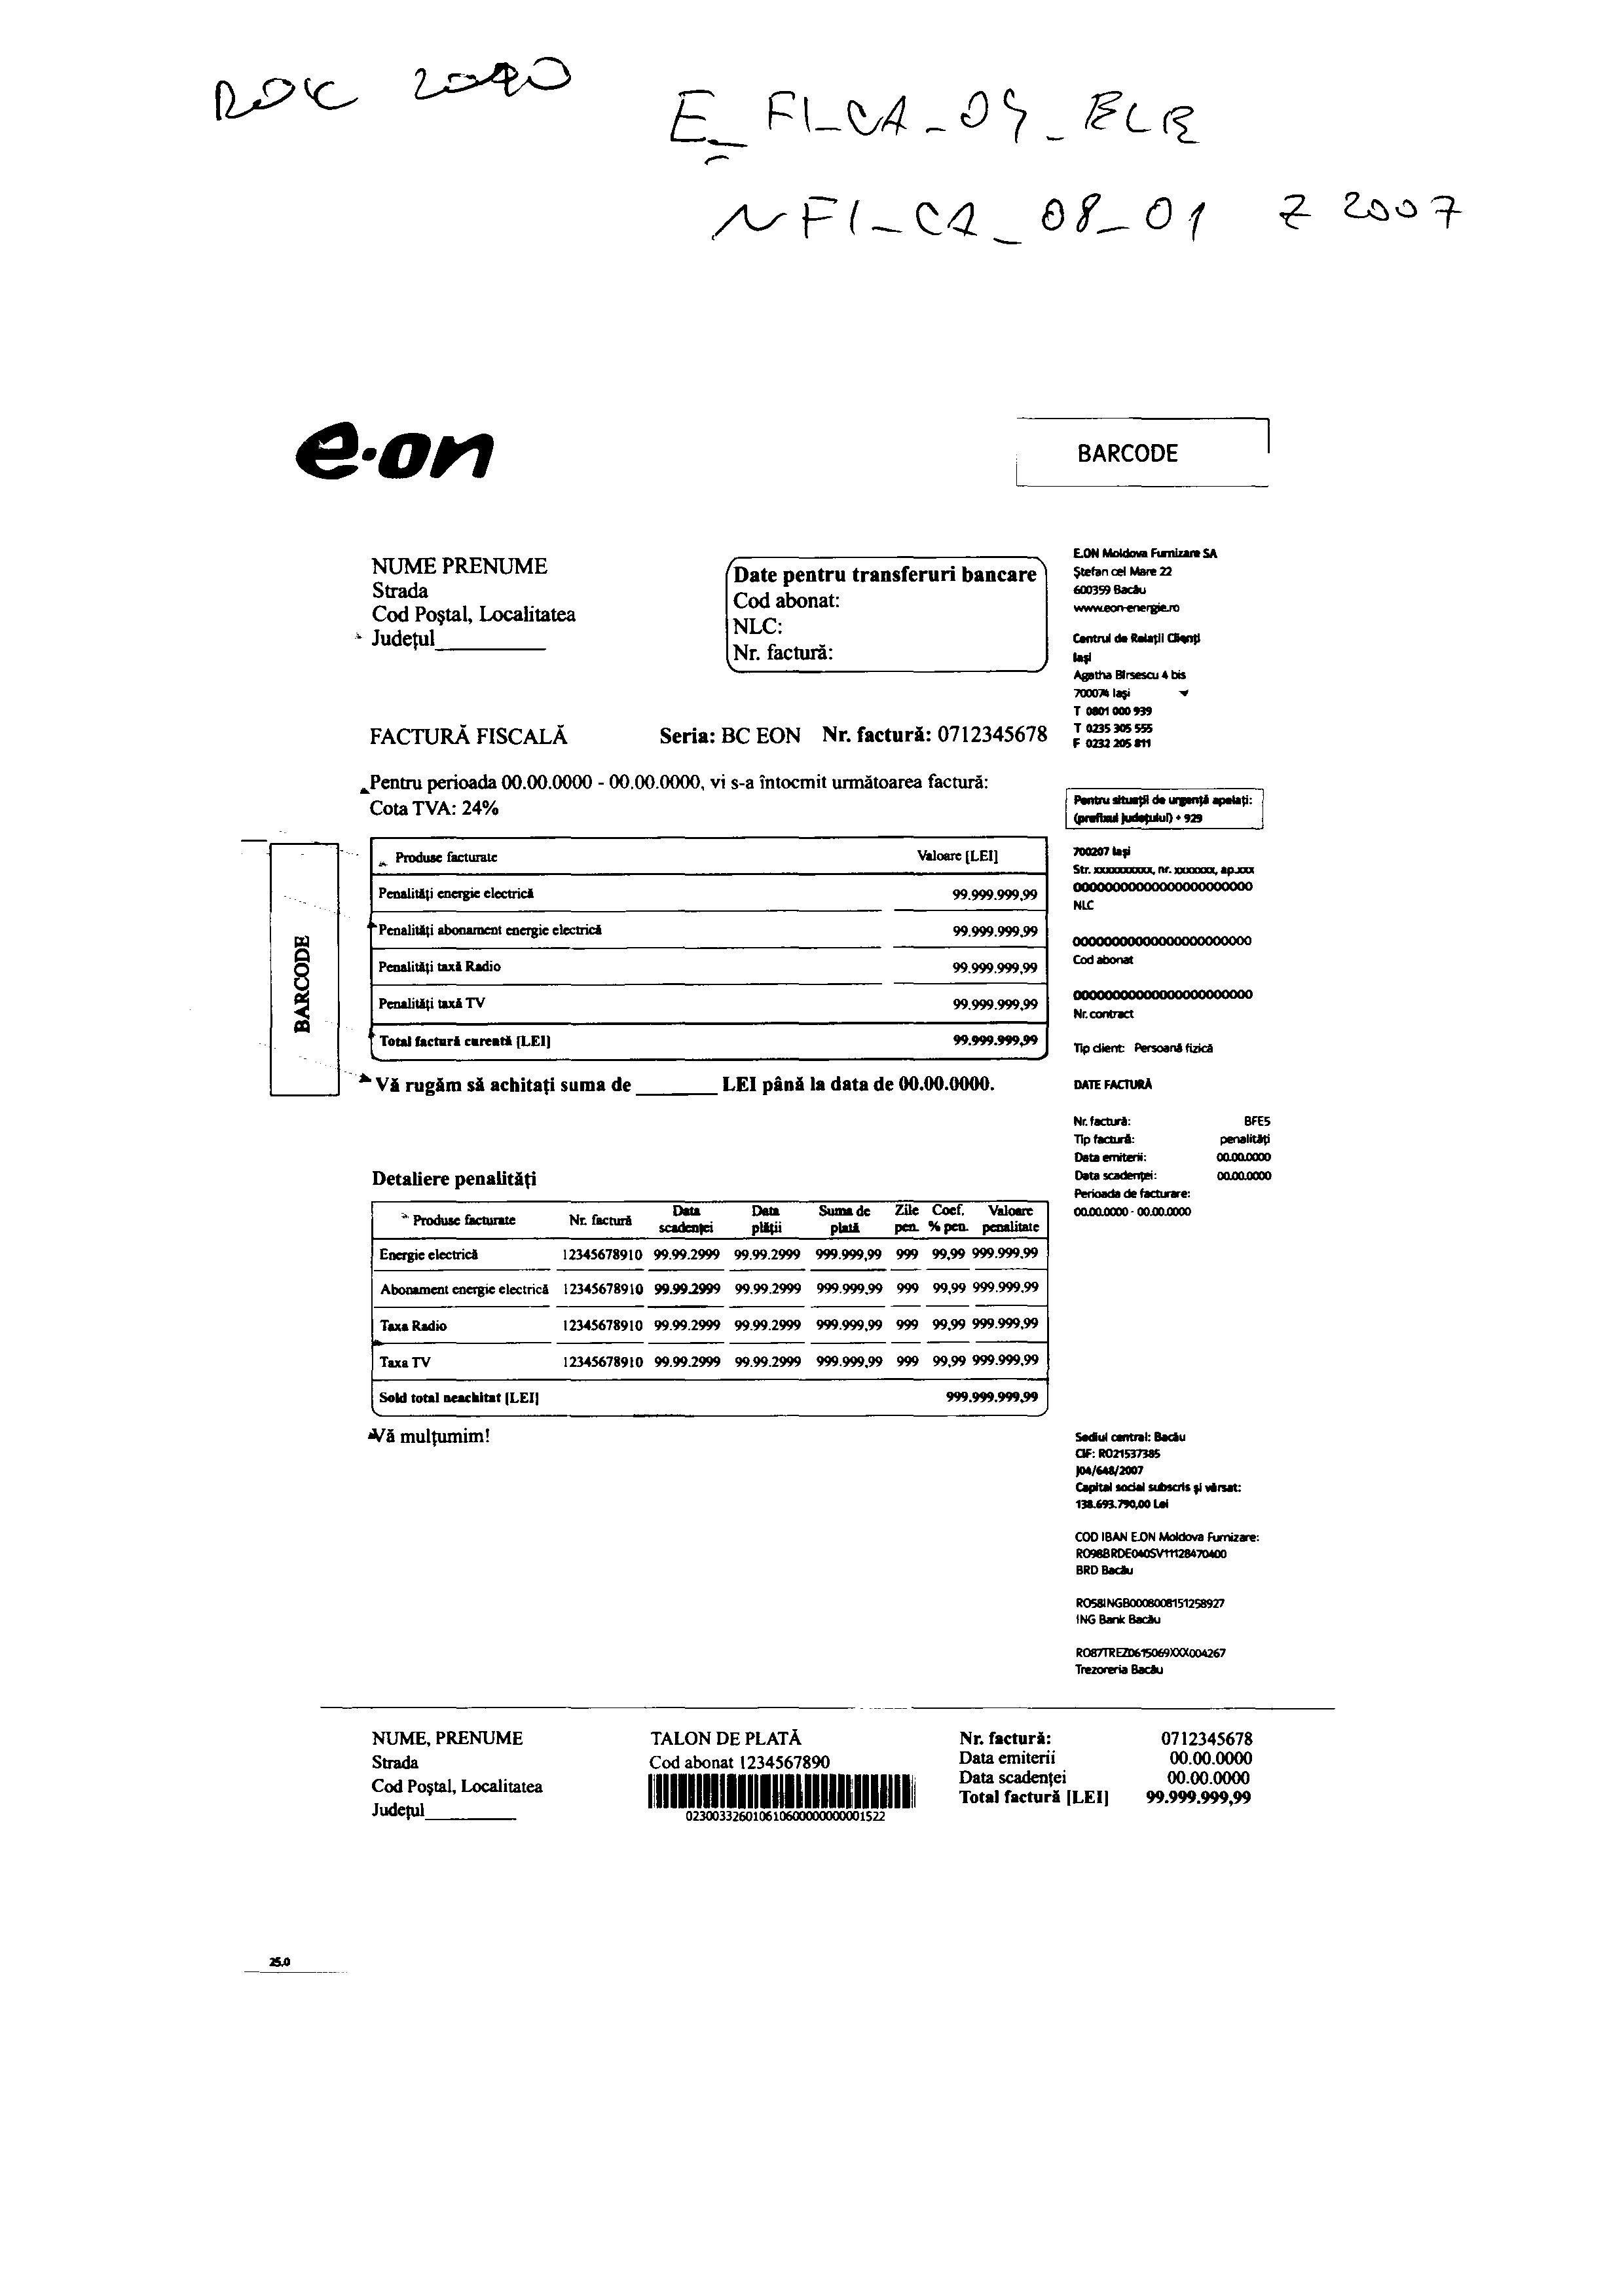 ROK 2010
E_FI_CA_04_ELE
NFI_CA_08_01 Z 2007
e·on
BARCODE
NUME PRENUME
Strada
Cod Poştal, Localitatea
Judeţul__________
Date pentru transferuri bancare
Cod abonat:
NLC:
Nr. factură:
E.ON Moldova Furnizare SA
Ştefan cel Mare 22
600359 Bacău
www.eon-energie.ro
Centrul de Relaţii Clienţi
Iaşi
Agatha Bîrsescu 4 bis
700074 Iaşi
T 0801 000 939
T 0235 305 555
F 0232 205 811
FACTURĂ FISCALĂ Seria: BC EON Nr. factură: 0712345678
Pentru perioada 00.00.0000 - 00.00.0000, vi s-a întocmit următoarea factură:
Cota TVA: 24%
Pentru situaţii de urgenţă apelaţi:
(prefixul judeţului) + 929
BARCODE
Produse facturate Valoare [LEI]
Penalităţi energie electrică 99.999.999,99
Penalităţi abonament energie electrică 99.999.999,99
Penalităţi taxă Radio 99.999.999,99
Penalităţi taxă TV 99.999.999,99
Total factură curentă [LEI] 99.999.999,99
Vă rugăm să achitaţi suma de ________ LEI până la data de 00.00.0000.
700207 Iaşi
Str. xxxxxxxxxx, nr. xxxxxxx, ap.xxx
NLC
Cod abonat
Nr. contract
Tip client: Persoană fizică
DATE FACTURĂ
Nr. factură: BFE5
Tip factură: penalităţi
Data emiterii: 00.00.0000
Data scadenţei: 00.00.0000
Perioada de facturare:
00.00.0000 - 00.00.0000
Detaliere penalităţi
Produse facturate Nr. factură Data scadenţei Data plăţii Suma de plată Zile pen. Coef. % pen. Valoare penalitate
Energie electrică 12345678910 99.99.2999 99.99.2999 999.999,99 999 99,99 999.999,99
Abonament energie electrică 12345678910 99.99.2999 99.99.2999 999.999,99 999 99,99 999.999,99
Taxa Radio 12345678910 99.99.2999 99.99.2999 999.999,99 999 99,99 999.999,99
Taxa TV 12345678910 99.99.2999 99.99.2999 999.999,99 999 99,99 999.999,99
Sold total neachitat [LEI] 999.999.999,99
Vă mulţumim!
Sediul central: Bacău
CIF: RO21537385
J04/648/2007
Capital social subscris şi vărsat:
138.693.790,00 Lei
COD IBAN E.ON Moldova Furnizare:
RO98BRDE040SV11128470400
BRD Bacău
RO58INGB0008008151258927
ING Bank Bacău
RO87TREZ0615069XXX004267
Trezoreria Bacău
NUME, PRENUME
Strada
Cod Poştal, Localitatea
Judeţul__________
TALON DE PLATĂ
Cod abonat 1234567890
02300332601061060000000001522
Nr. factură: 0712345678
Data emiterii 00.00.0000
Data scadenţei 00.00.0000
Total factură [LEI] 99.999.999,99
25.0